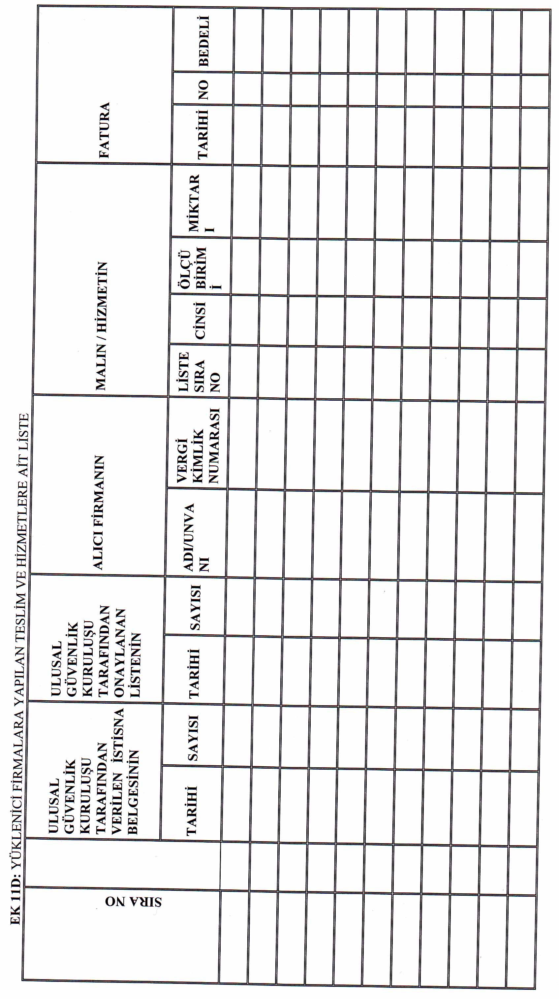 EK 11D: YÜKLENİCİ FİRMALARA YAPILAN TESLİM VE HİZMETLERE AİT LİSTE
SIRA NO
ULUSAL
GÜVENLİK
KURULUŞU
TARAFINDAN
VERİLEN İSTİSNA
BELGESİNİN
ULUSAL
GÜVENLİK
KURULUŞU
TARAFINDAN
ONAYLANAN
LİSTENİN
ALICI FİRMANIN
MALIN / HİZMETİN
FATURA
TARİHİ
SAYISI
TARİHİ
SAYISI
ADI/UNVA
NI
VERGİ
KİMLİK
NUMARASI
LİSTE
SIRA
NO
CİNSİ
ÖLÇÜ
BİRİM
İ
MİKTAR
I
TARİHİ
NO
BEDELİ